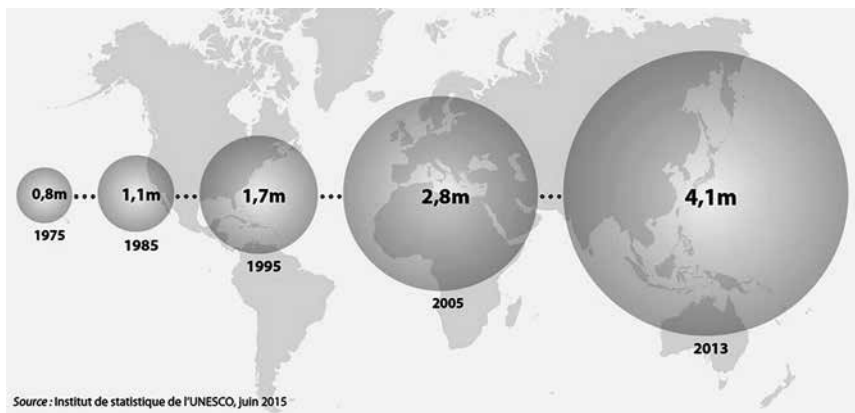 0,8m
1975
1,1m
1985
1,7m
1995
2,8m
2005
4,1m
2013
Source : Institut de statistique de l'UNESCO, juin 2015